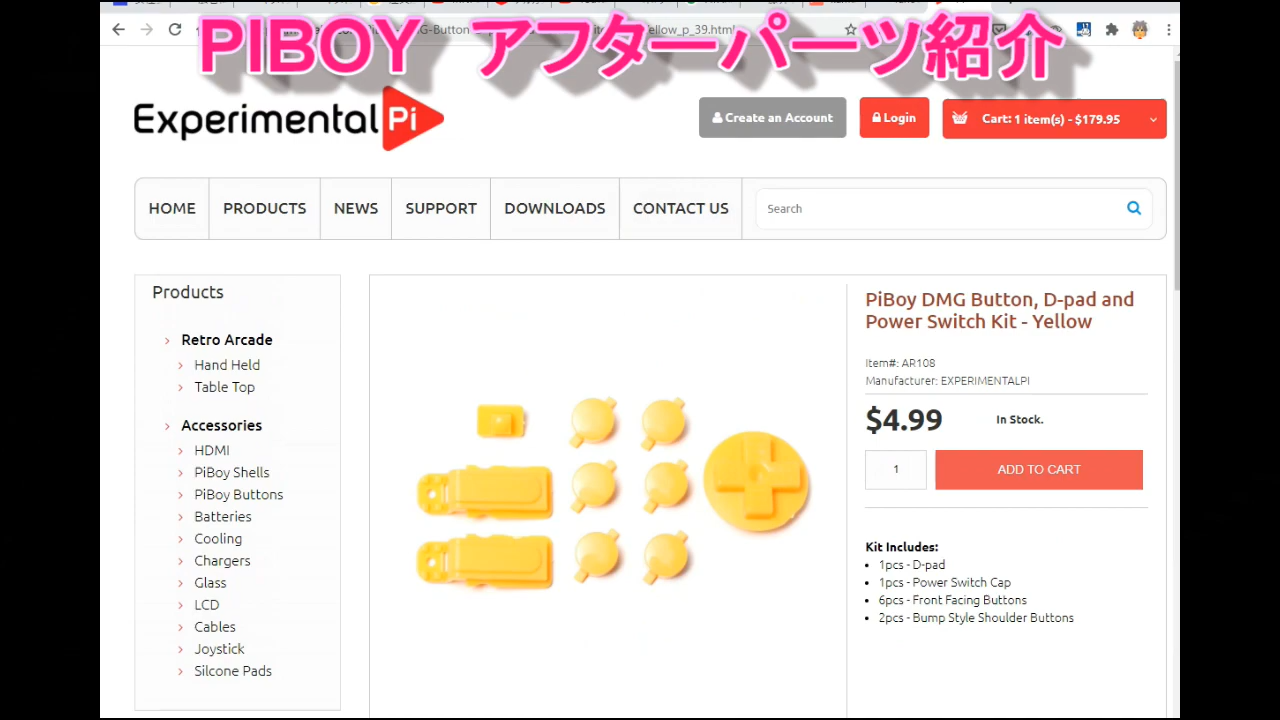 PIBOY アフターパーツ紹介
Experimental Pi
Create an Account
Login
Cart: 1 item(s) - $179.95
HOME
PRODUCTS
NEWS
SUPPORT
DOWNLOADS
CONTACT US
Search
Products
Retro Arcade
Hand Held
Table Top
Accessories
HDMI
PiBoy Shells
PiBoy Buttons
Batteries
Cooling
Chargers
Glass
LCD
Cables
Joystick
Silcone Pads
PiBoy DMG Button, D-pad and
Power Switch Kit - Yellow
Item#: AR108
Manufacturer: EXPERIMENTALPI
$4.99
In Stock.
1
ADD TO CART
Kit Includes:
1pcs - D-pad
1pcs - Power Switch Cap
6pcs - Front Facing Buttons
2pcs - Bump Style Shoulder Buttons